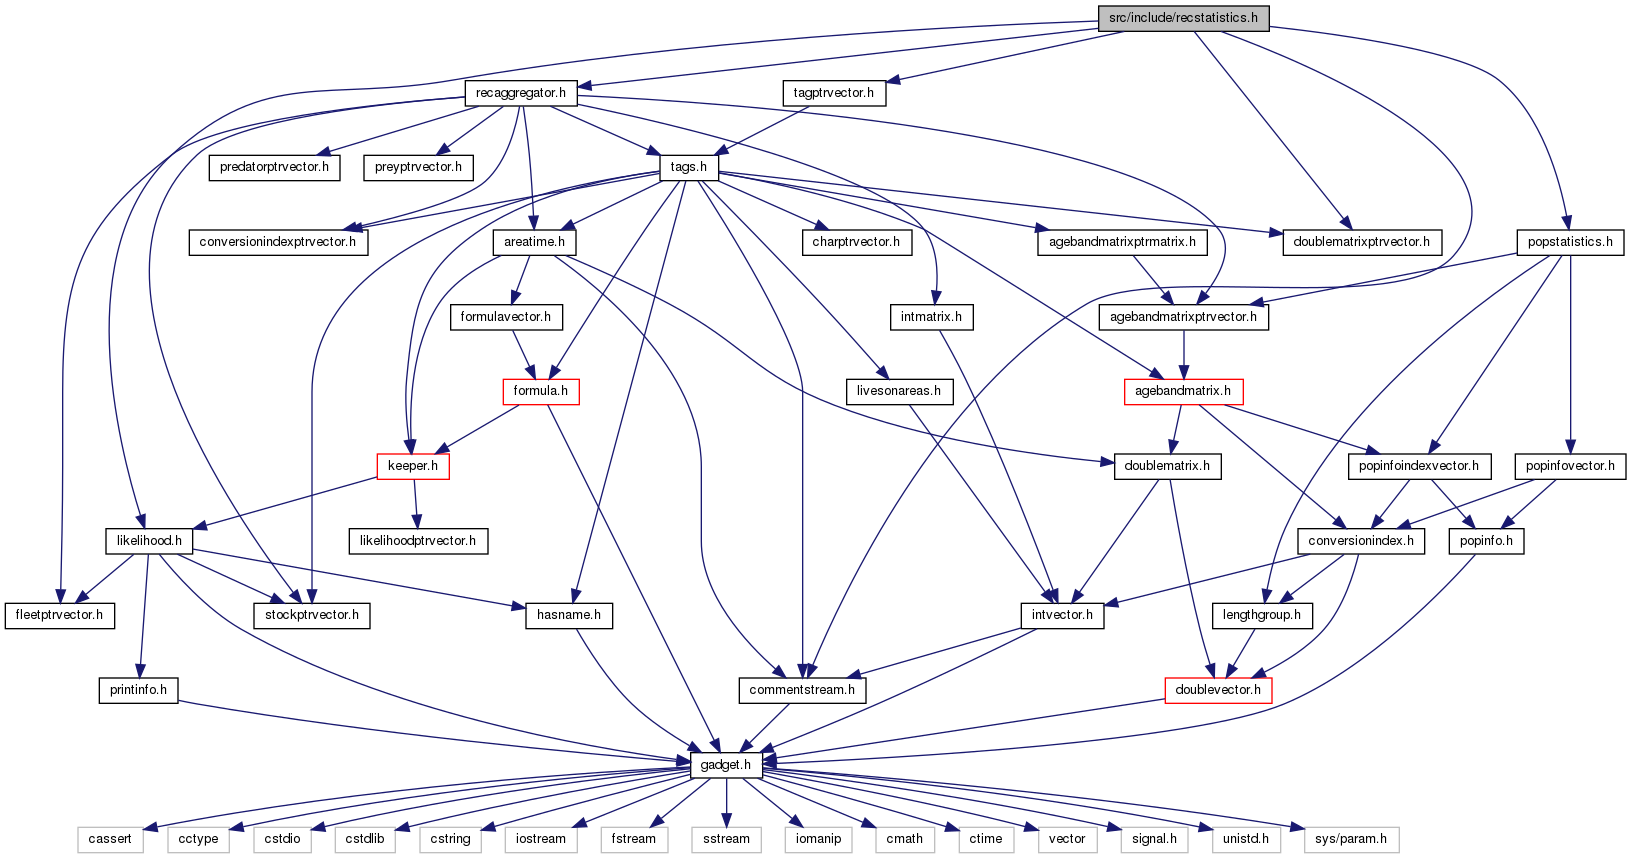 src/include/recstatistics.h
recaggregator.h
tagptrvector.h
predatorptrvector.h
preyptrvector.h
tags.h
conversionindexptrvector.h
areatime.h
charptrvector.h
agebandmatrixptrmatrix.h
doublematrixptrvector.h
popstatistics.h
formulavector.h
intmatrix.h
agebandmatrixptrvector.h
formula.h
livesonareas.h
agebandmatrix.h
keeper.h
doublematrix.h
popinfoindexvector.h
popinfovector.h
likelihood.h
likelihoodptrvector.h
conversionindex.h
popinfo.h
fleetptrvector.h
stockptrvector.h
hasname.h
intvector.h
lengthgroup.h
printinfo.h
commentstream.h
doublevector.h
gadget.h
cassert
cctype
cstdio
cstdlib
cstring
iostream
fstream
sstream
iomanip
cmath
ctime
vector
signal.h
unistd.h
sys/param.h